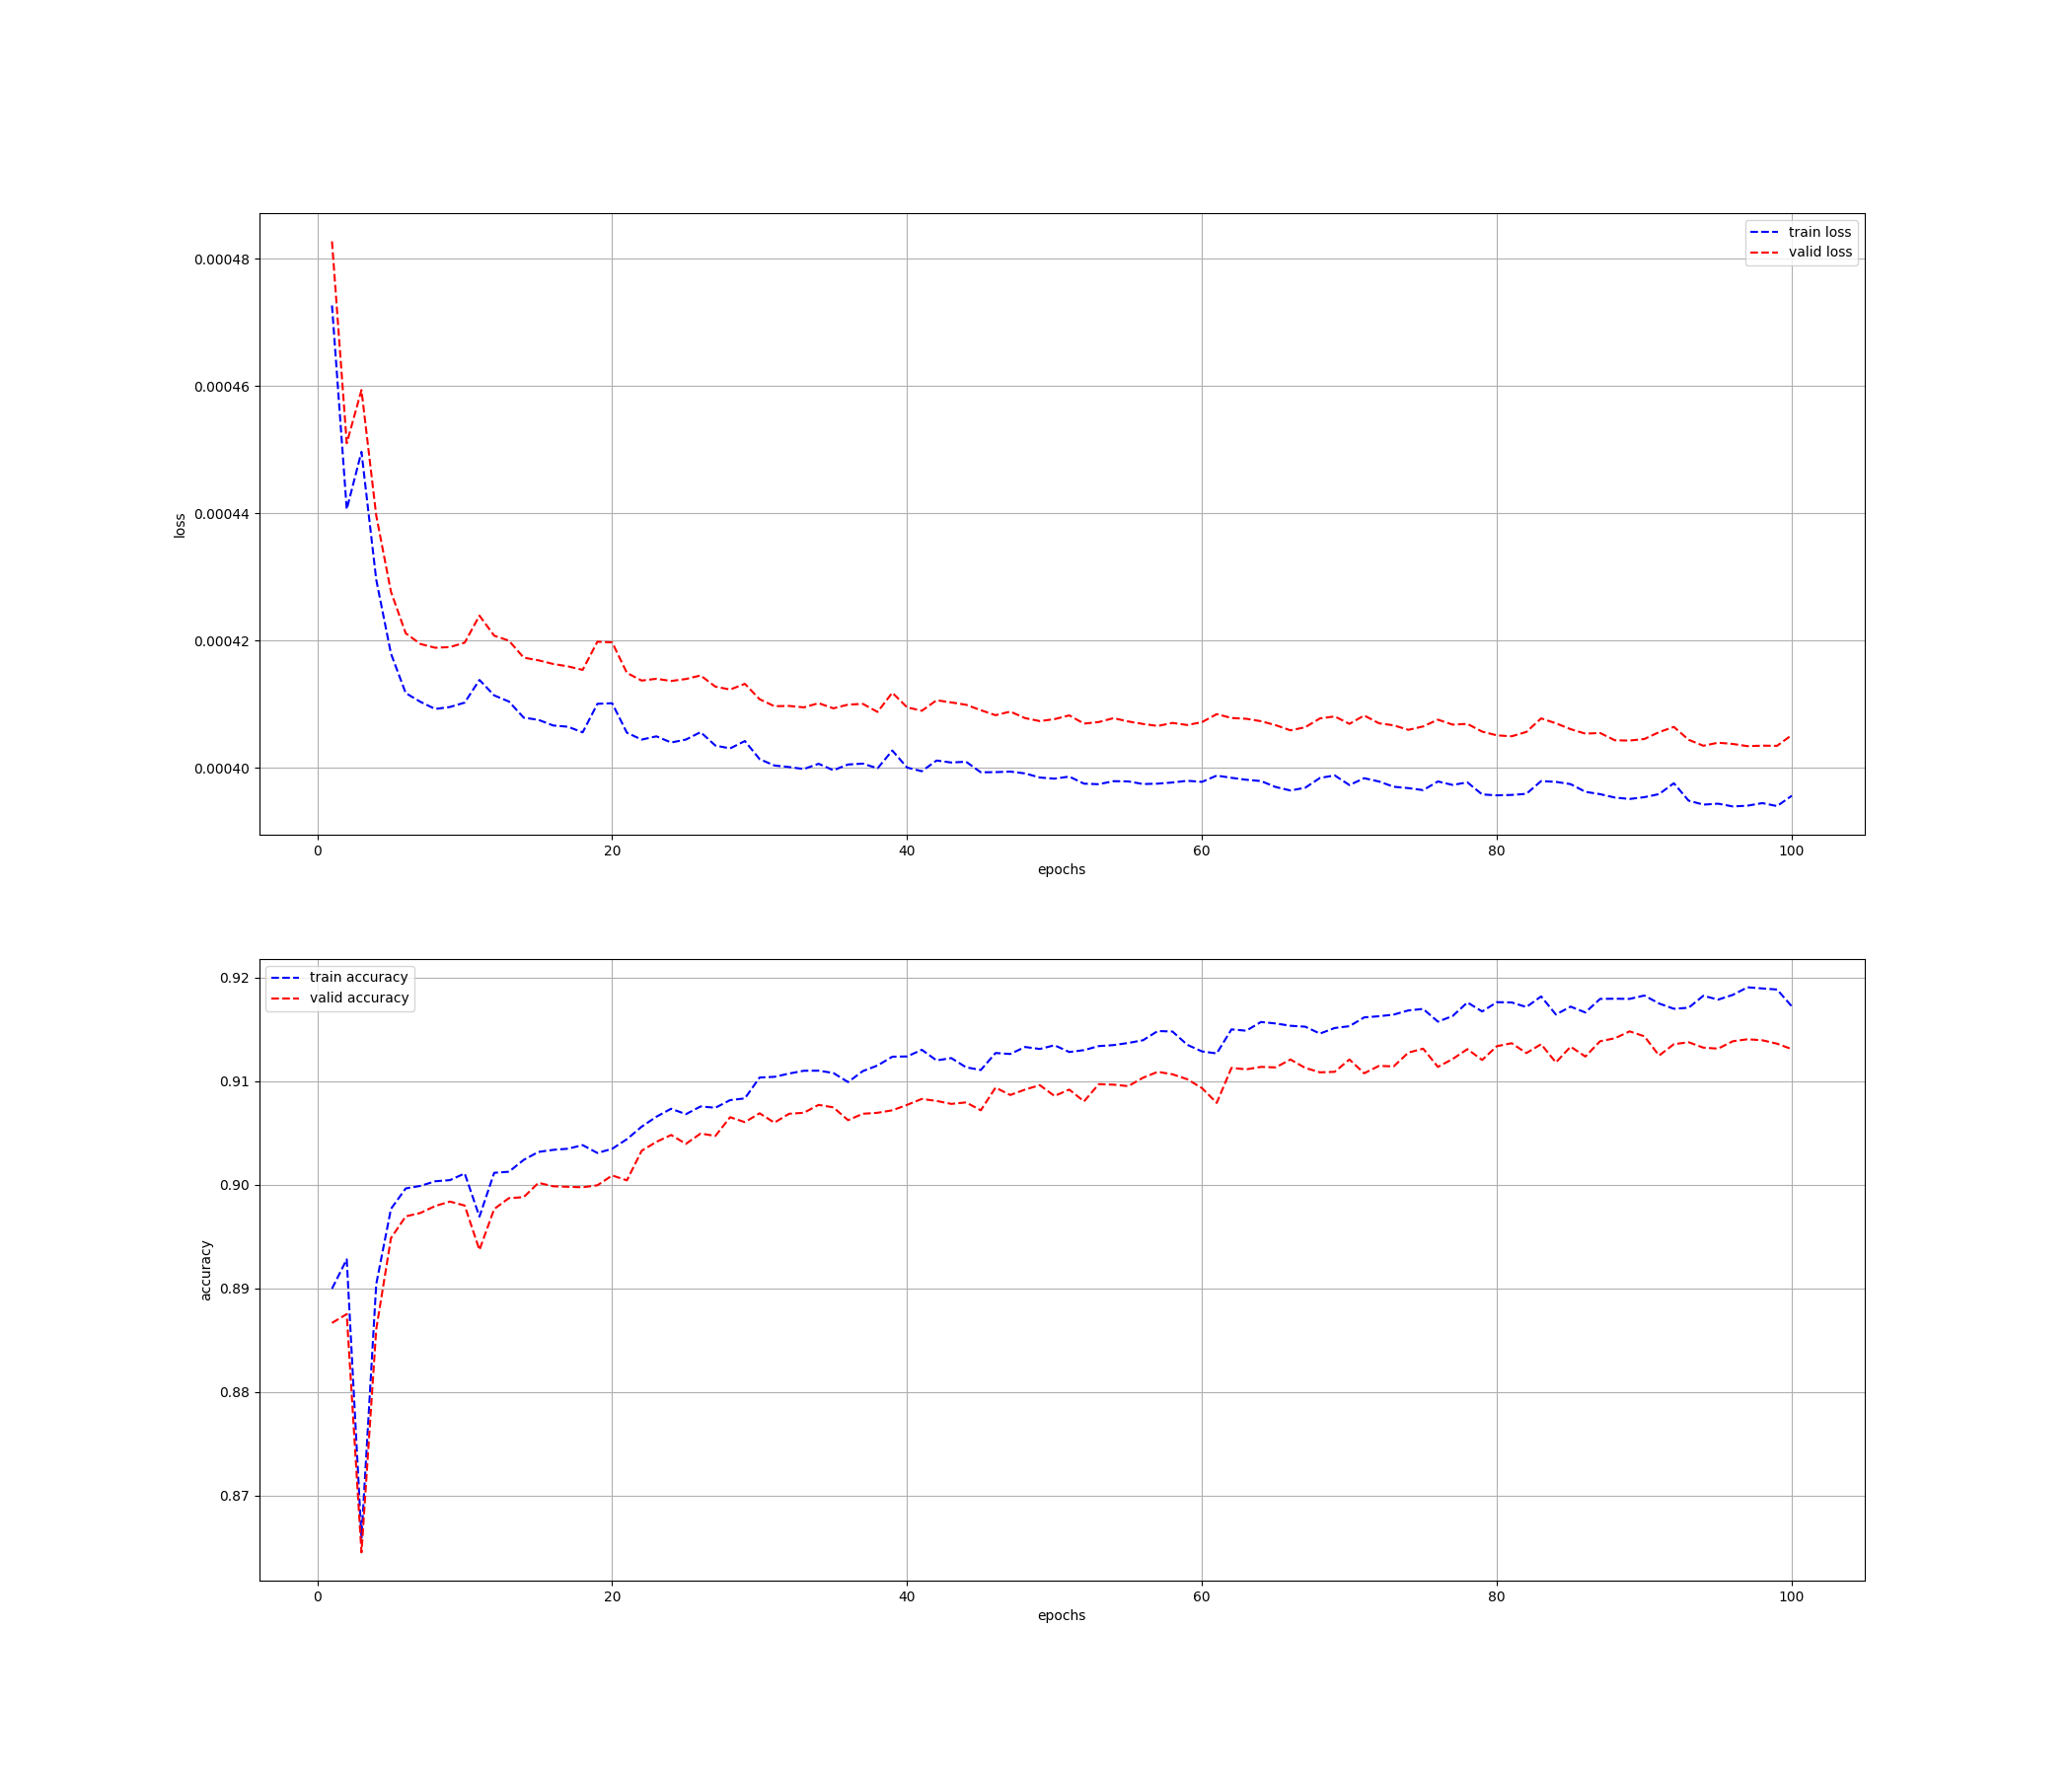 train loss
valid loss
0.00048
0.00046
0.00044
0.00042
0.00040
loss
0 20 40 60 80 100
epochs
train accuracy
valid accuracy
0.92
0.91
0.90
0.89
0.88
0.87
accuracy
0 20 40 60 80 100
epochs